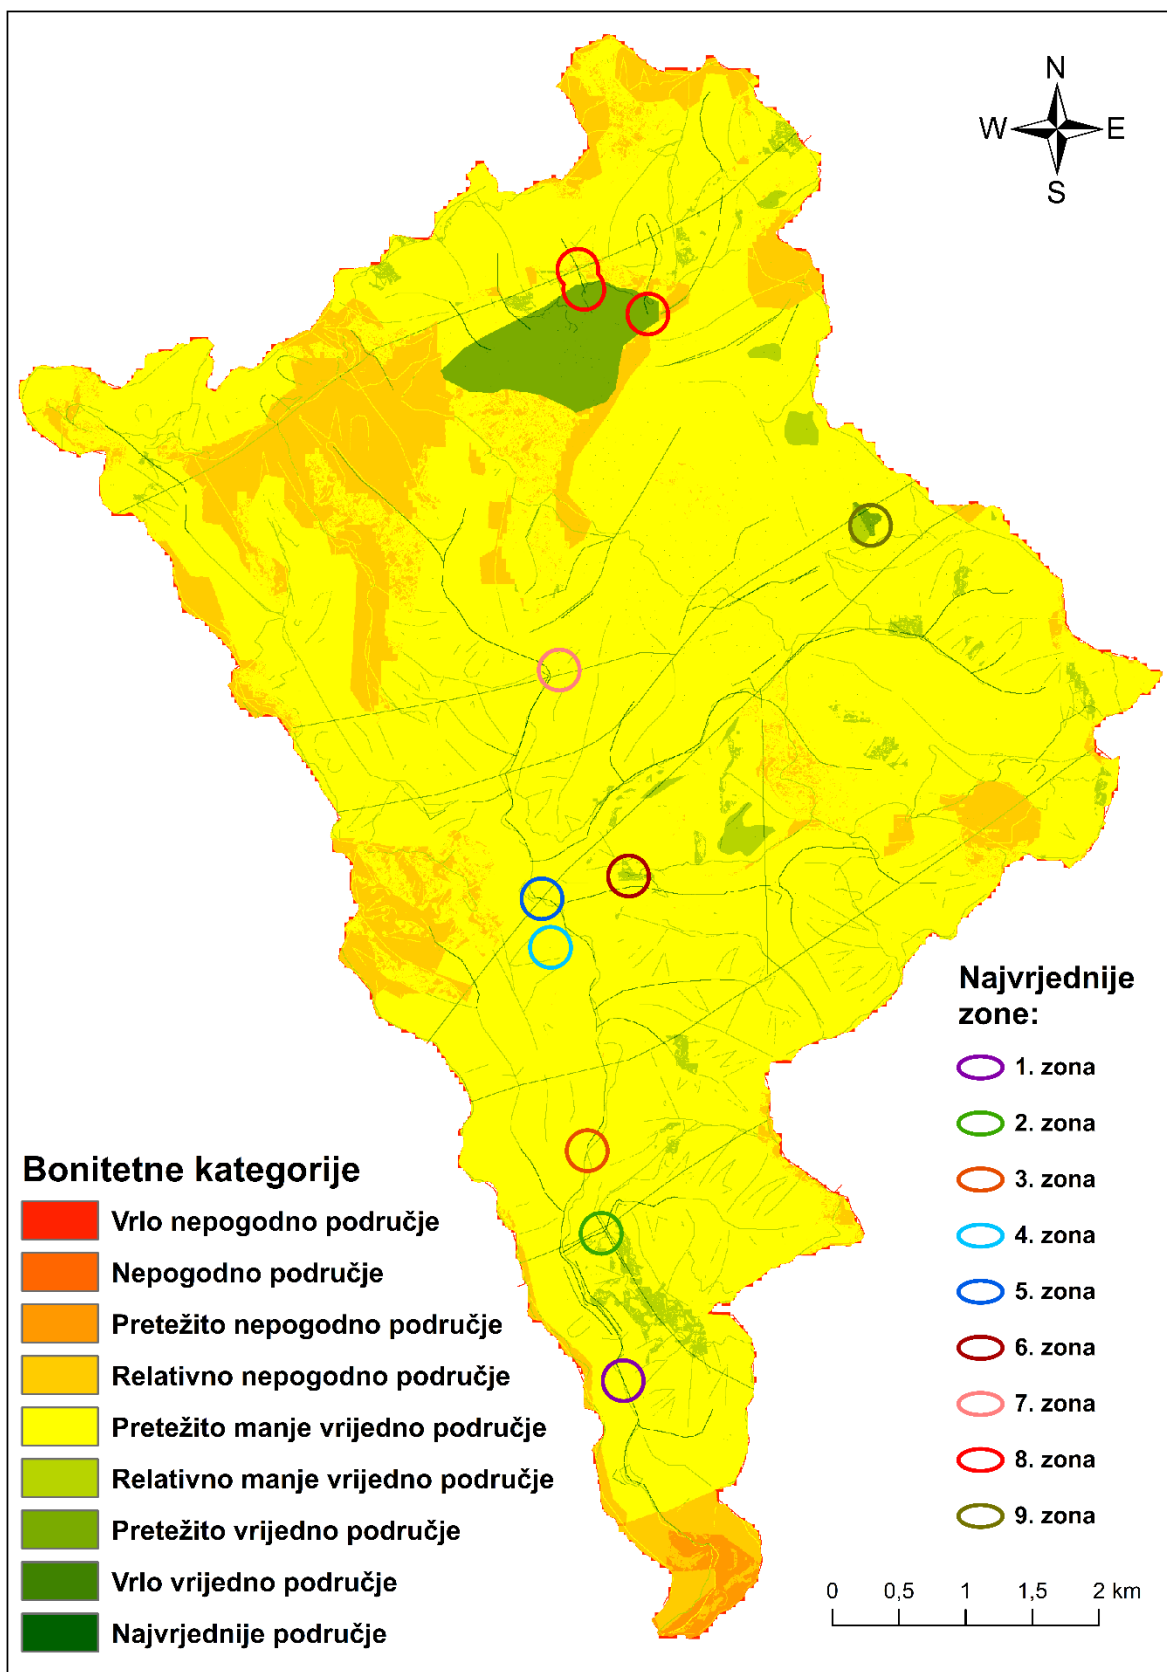 N
W E
S
Najvrjednije
zone:
1. zona
2. zona
3. zona
4. zona
5. zona
6. zona
7. zona
8. zona
9. zona
Bonitetne kategorije
Vrlo nepogodno područje
Nepogodno područje
Pretežito nepogodno područje
Relativno nepogodno područje
Pretežito manje vrijedno područje
Relativno manje vrijedno područje
Pretežito vrijedno područje
Vrlo vrijedno područje
Najvrjednije područje
0 0,5 1 1,5 2 km